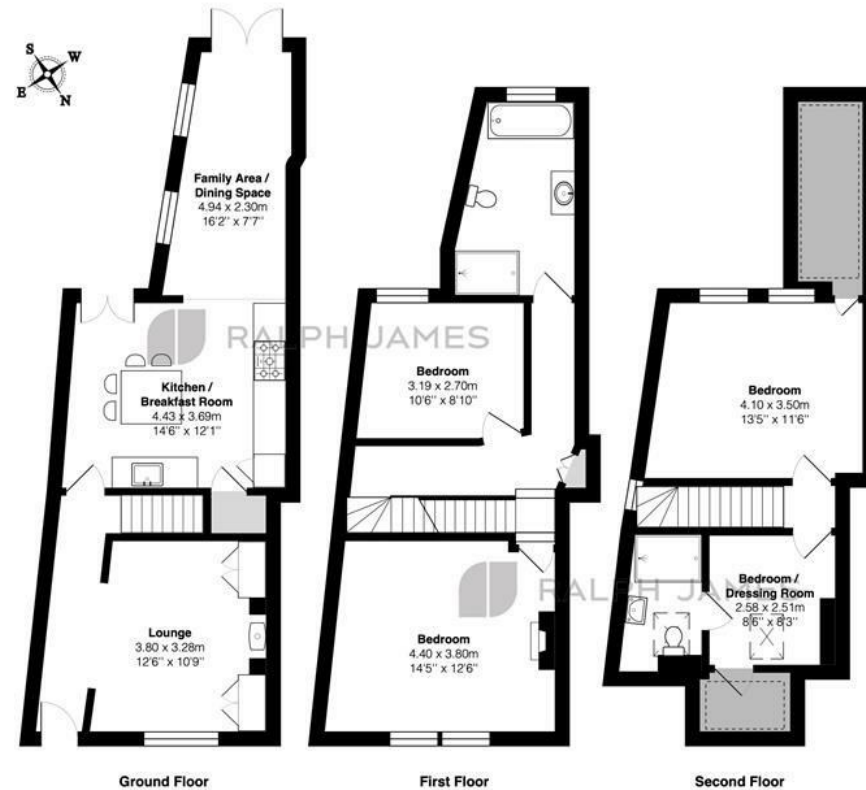 S
W
E
N
Family Area /
Dining Space
4.94 x 2.30m
16'2'' x 7'7''
RALPH JAMES
Kitchen /
Breakfast Room
4.43 x 3.69m
14'6'' x 12'1''
Lounge
3.80 x 3.28m
12'6'' x 10'9''
Ground Floor
Bedroom
3.19 x 2.70m
10'6'' x 8'10''
RALPH JAMES
Bedroom
4.40 x 3.80m
14'5'' x 12'6''
First Floor
Bedroom
4.10 x 3.50m
13'5'' x 11'6''
Bedroom /
Dressing Room
2.58 x 2.51m
8'6'' x 8'3''
Second Floor